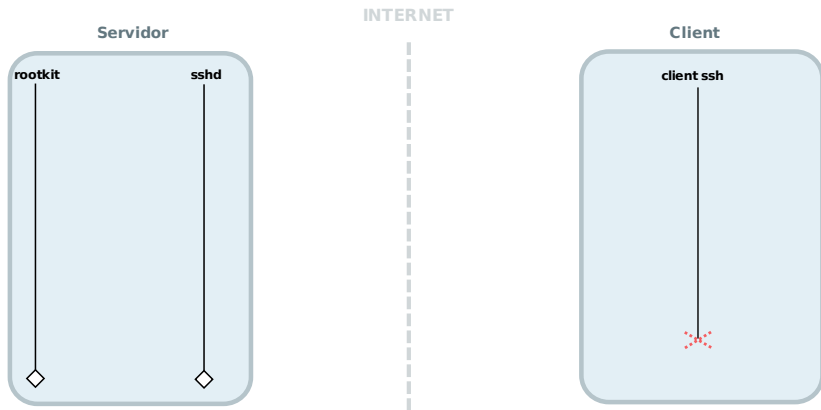 INTERNET
Servidor
Client
rootkit
sshd
client ssh